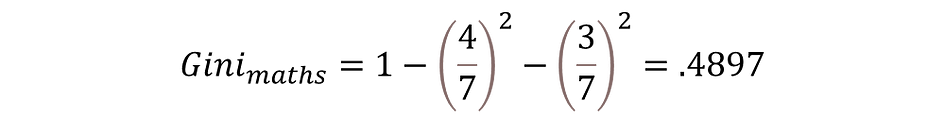 Gini_maths = 1 − (4/7)² − (3/7)² = .4897